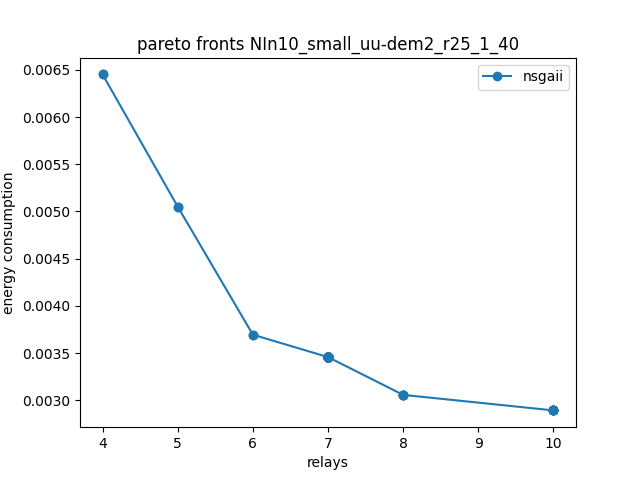 pareto fronts NIn10_small_uu-dem2_r25_1_40
nsgaii
energy consumption
0.0065
0.0060
0.0055
0.0050
0.0045
0.0040
0.0035
0.0030
4 5 6 7 8 9 10
relays